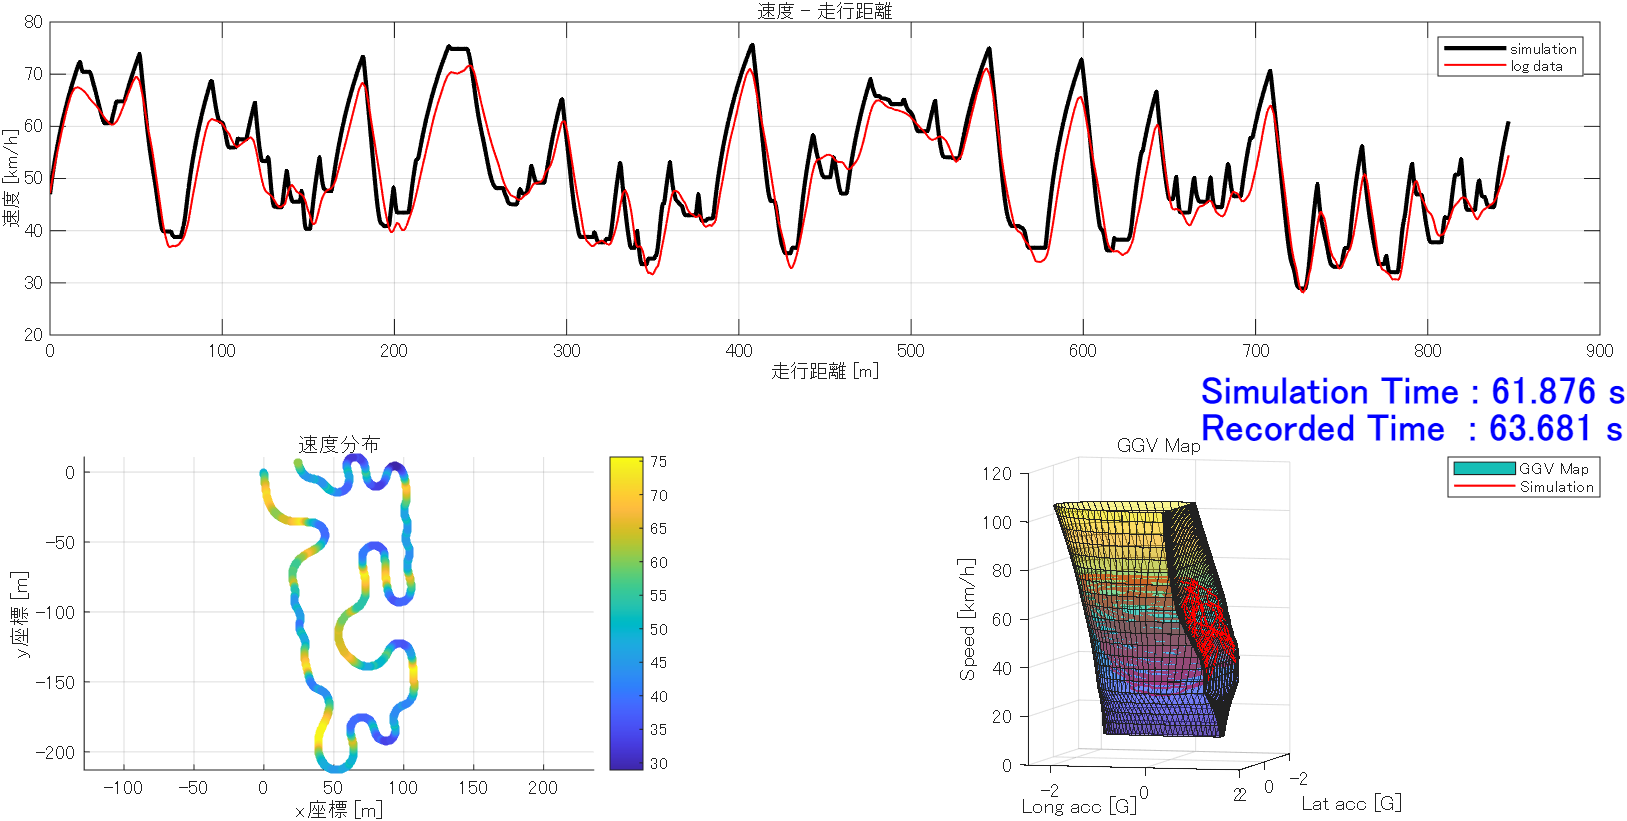 速度 – 走行距離
80
70
60
50
40
30
20
速度 [km/h]
simulation
log data
0 100 200 300 400 500 600 700 800 900
走行距離 [m]
Simulation Time : 61.876 s
Recorded Time : 63.681 s
速度分布
0
-50
-100
-150
-200
y座標 [m]
-100 -50 0 50 100 150 200
x座標 [m]
75
70
65
60
55
50
45
40
35
30
GGV Map
GGV Map
Simulation
120
100
80
60
40
20
0
Speed [km/h]
-2 0 2
Long acc [G]
2 0 -2
Lat acc [G]